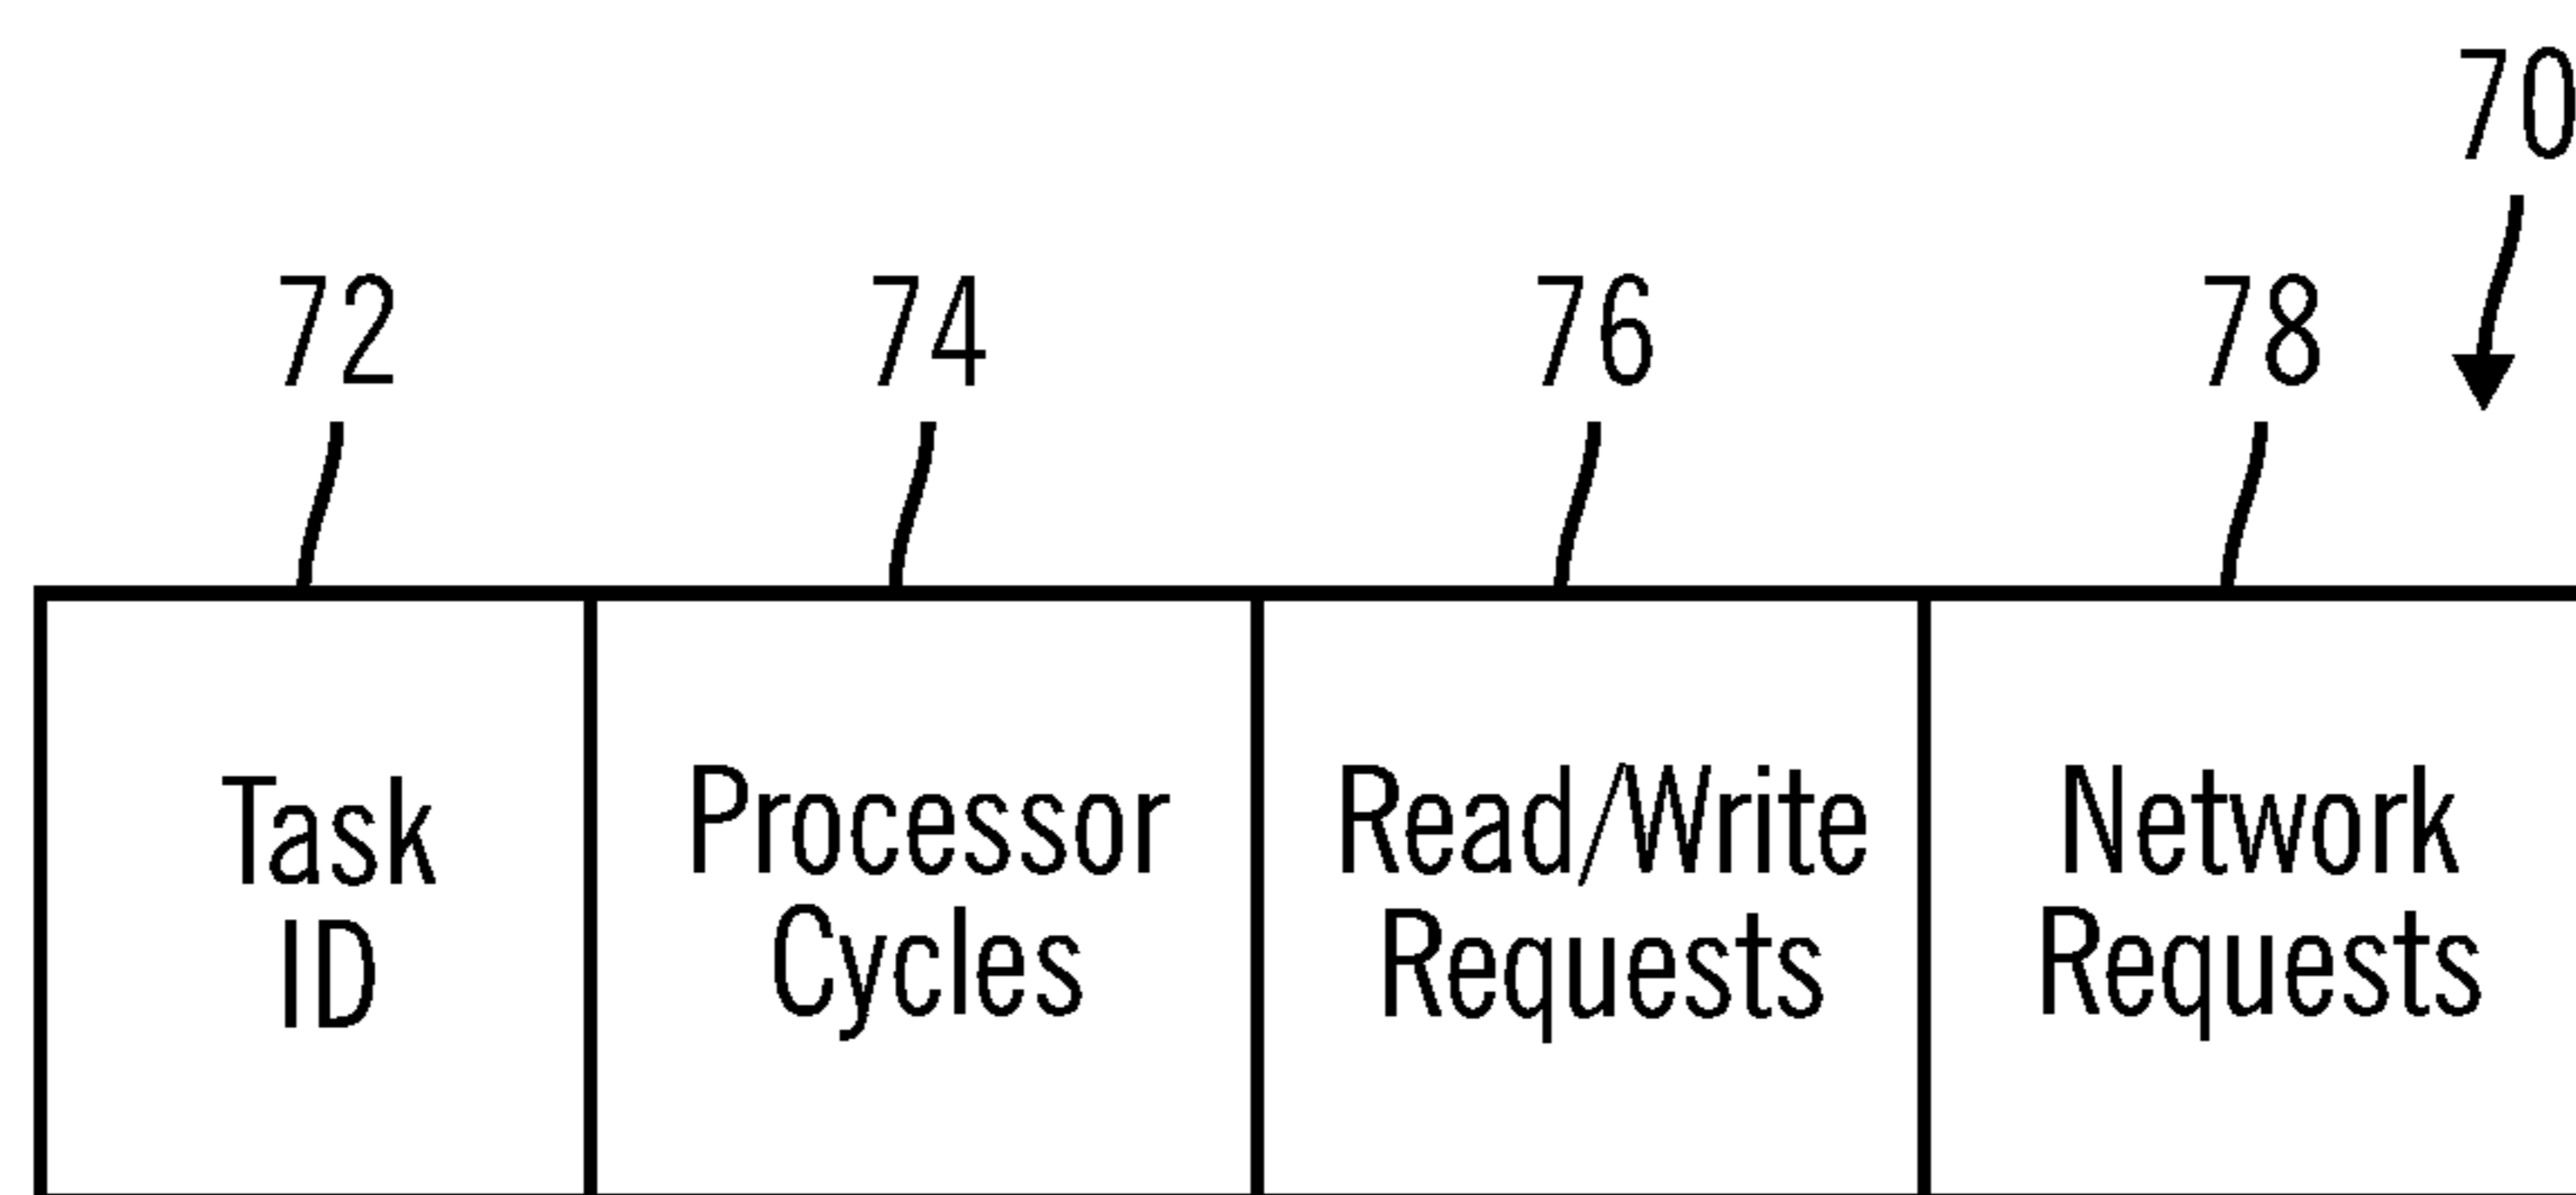 70
72 74 76 78
Task
ID
Processor
Cycles
Read/Write
Requests
Network
Requests